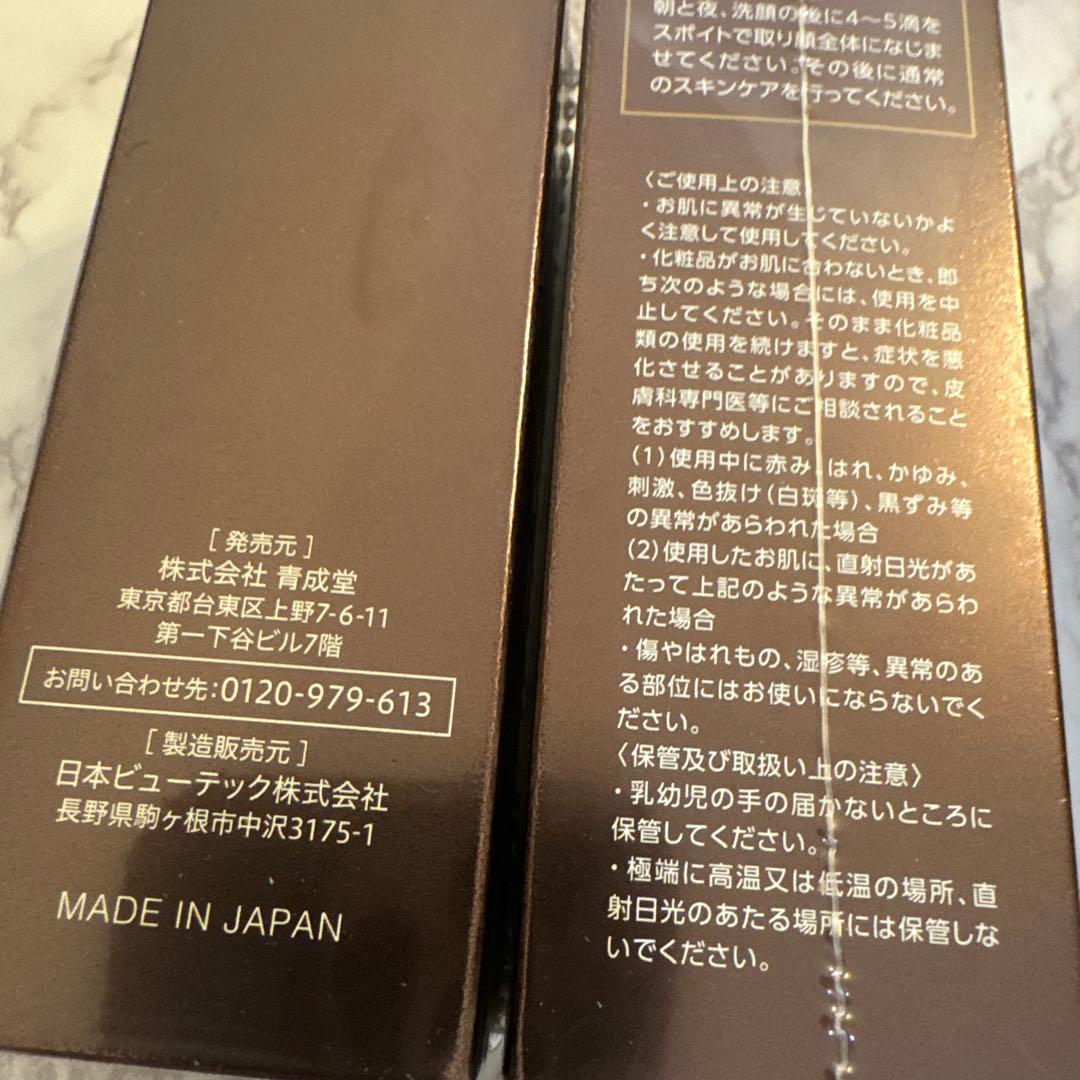 [ 発売元 ]
株式会社 青成堂
東京都台東区上野7-6-11
第一下谷ビル7階
お問い合わせ先:0120-979-613
[ 製造販売元 ]
日本ビューテック株式会社
長野県駒ヶ根市中沢3175-1
MADE IN JAPAN
朝と夜、洗顔の後に4〜5滴を
スポイトで取り顔全体になじま
せてください。その後に通常
のスキンケアを行ってください。
〈ご使用上の注意〉
・お肌に異常が生じていないかよ
く注意して使用してください。
・化粧品がお肌に合わないとき、即
ち次のような場合には、使用を中
止してください。そのまま化粧品
類の使用を続けますと、症状を悪
化させることがありますので、皮
膚科専門医等にご相談されること
をおすすめします。
(1)使用中に赤み、はれ、かゆみ、
刺激、色抜け(白斑等)、黒ずみ等
の異常があらわれた場合
(2)使用したお肌に、直射日光があ
たって上記のような異常があらわ
れた場合
・傷やはれもの、湿疹等、異常のあ
る部位にはお使いにならないでく
ださい。
〈保管及び取扱い上の注意〉
・乳幼児の手の届かないところに
保管してください。
・極端に高温又は低温の場所、直
射日光のあたる場所には保管しな
いでください。